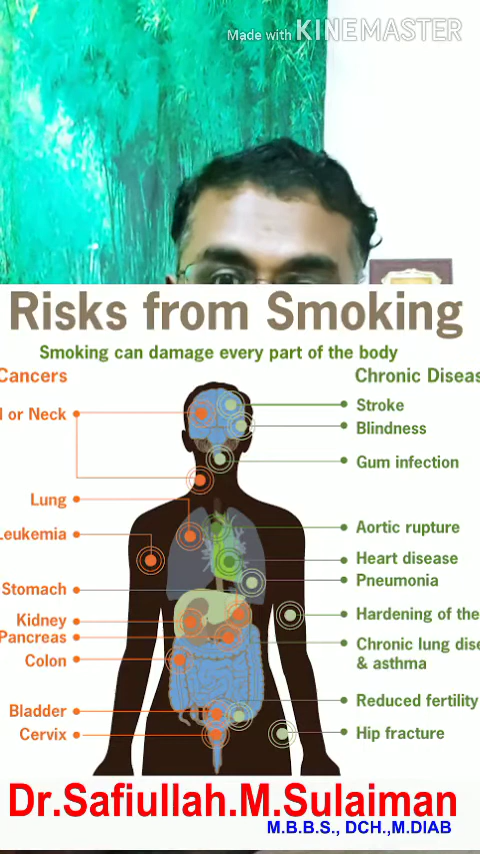 Made with KINEMASTER
Risks from Smoking
Smoking can damage every part of the body
Cancers
Chronic Diseas
l or Neck
Stroke
Blindness
Gum infection
Lung
Leukemia
Aortic rupture
Heart disease
Stomach
Pneumonia
Kidney
Hardening of the
Pancreas
Chronic lung dise
& asthma
Colon
Reduced fertility
Bladder
Cervix
Hip fracture
Dr.Safiullah.M.Sulaiman
M.B.B.S., DCH.,M.DIAB